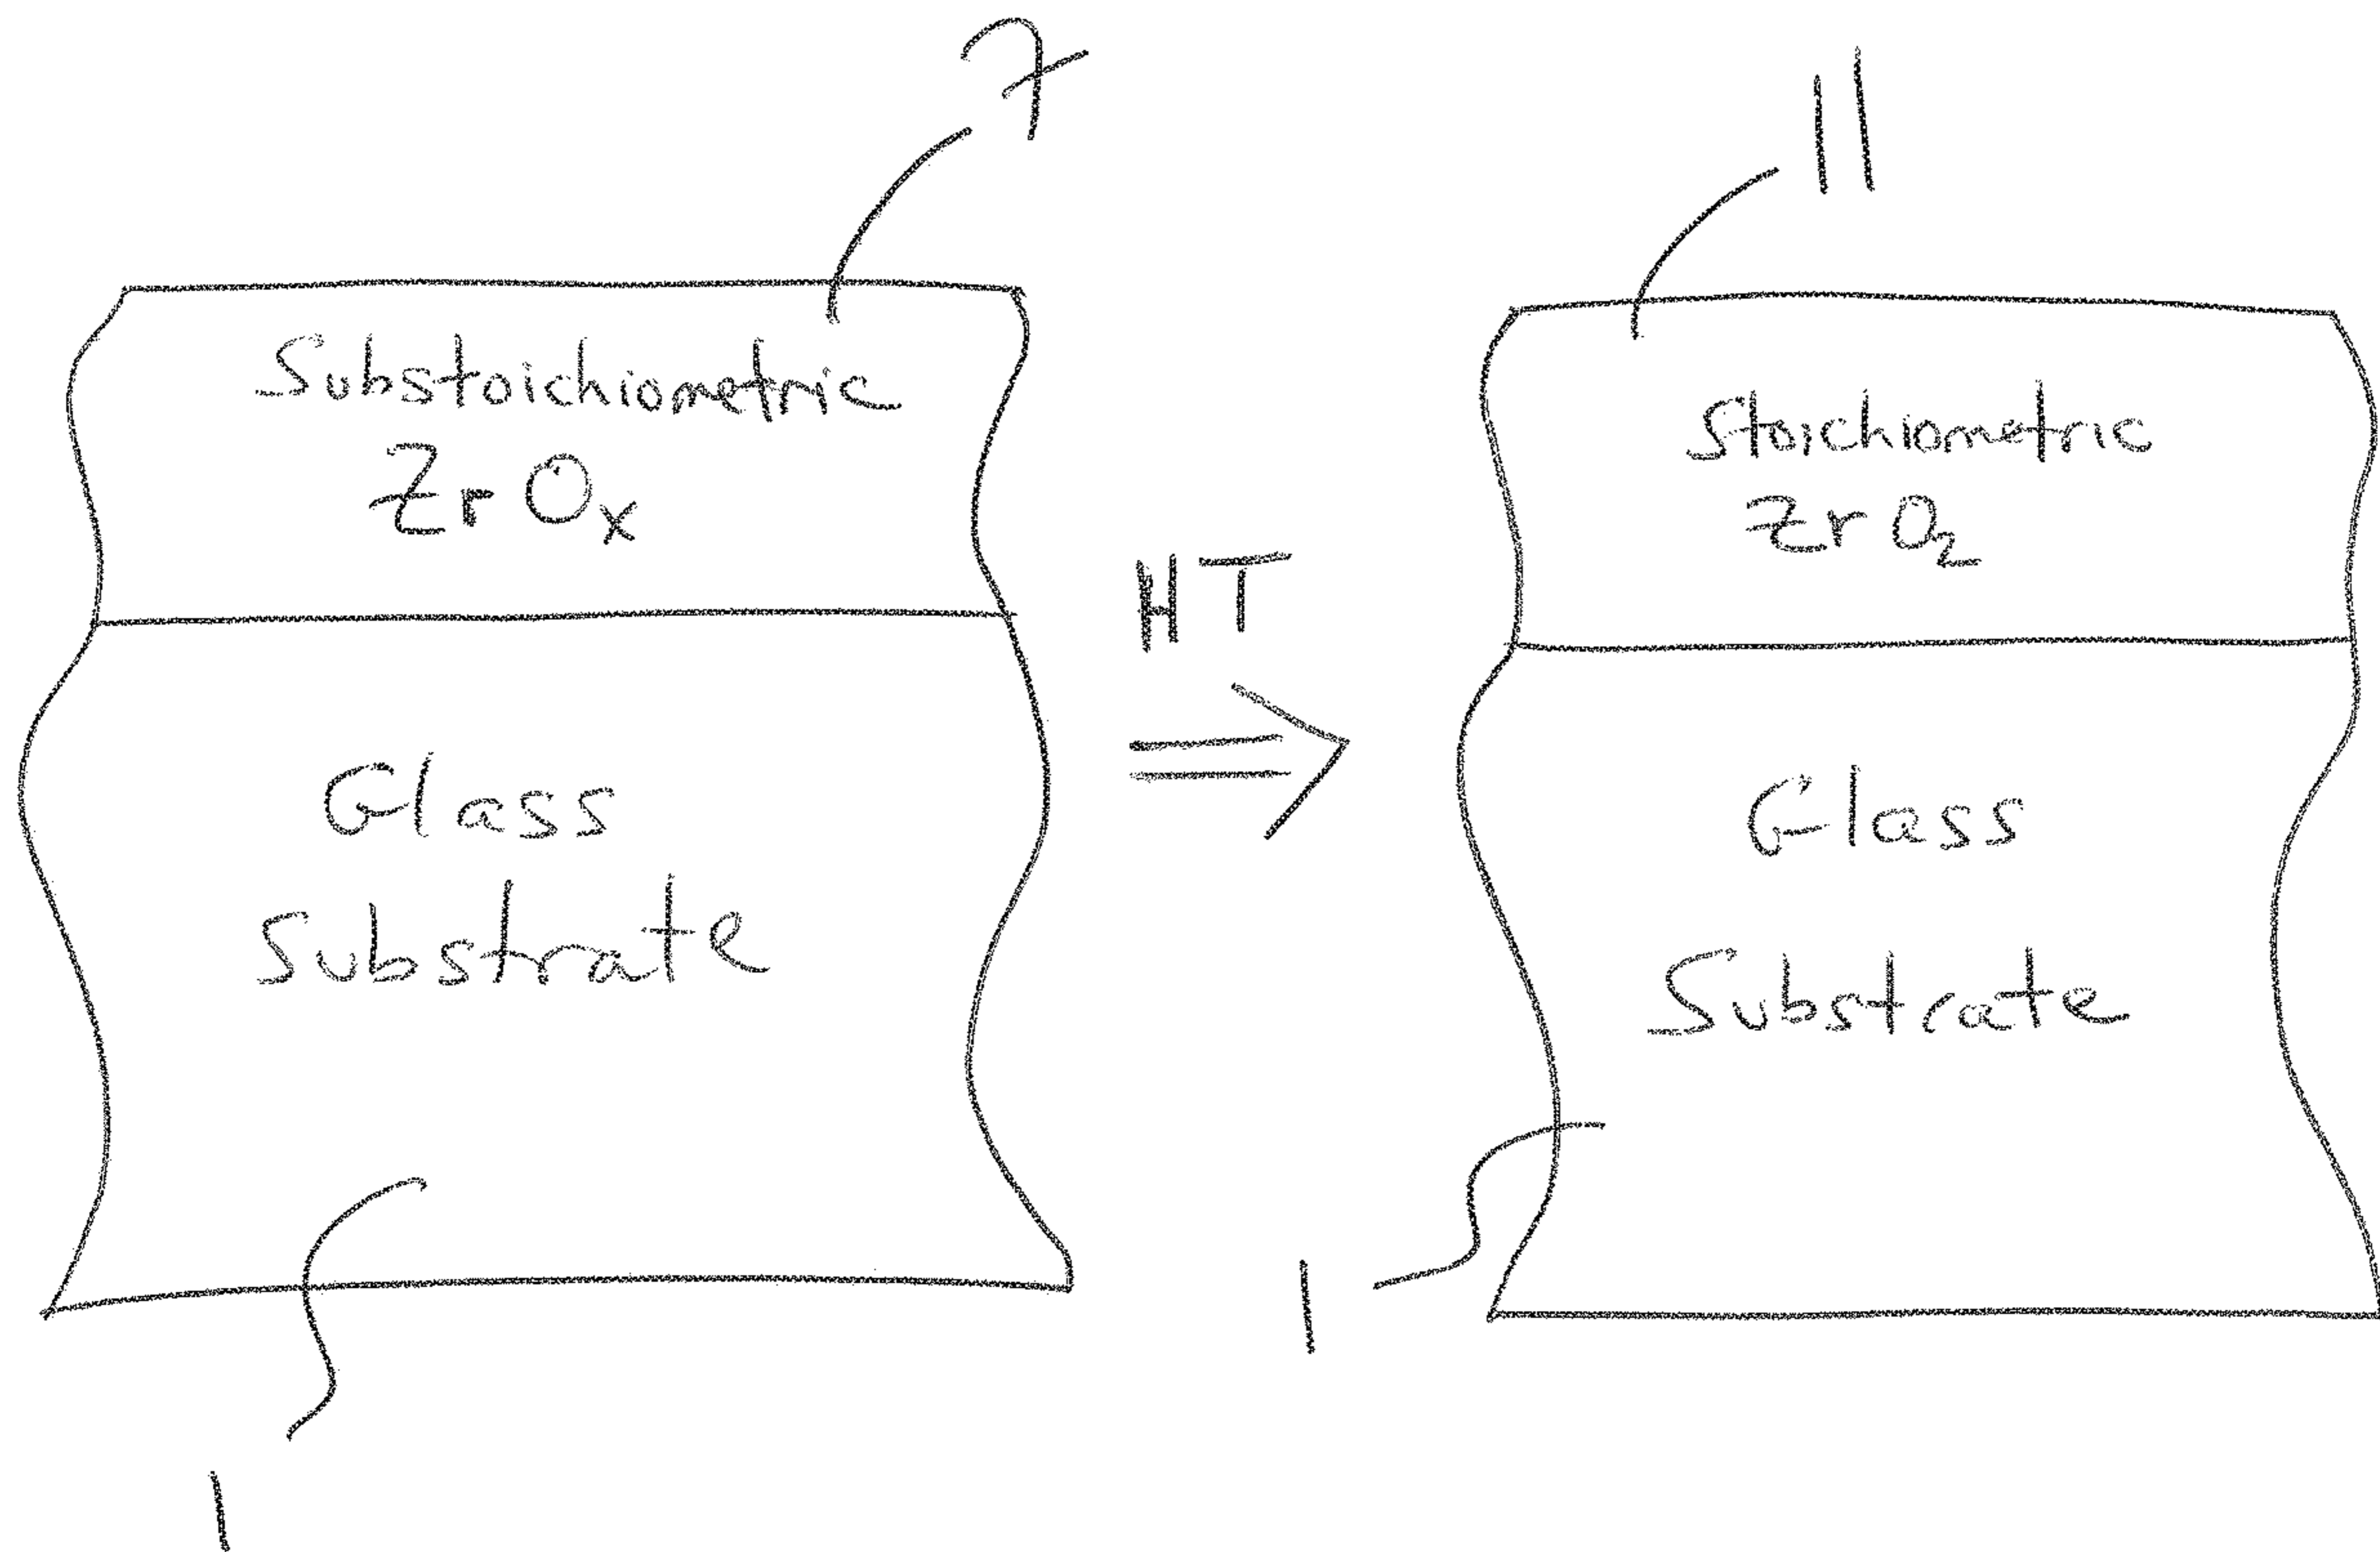 7
Substoichiometric
ZrOx
Glass
Substrate
1
HT
11
Stoichiometric
ZrO2
Glass
Substrate
1